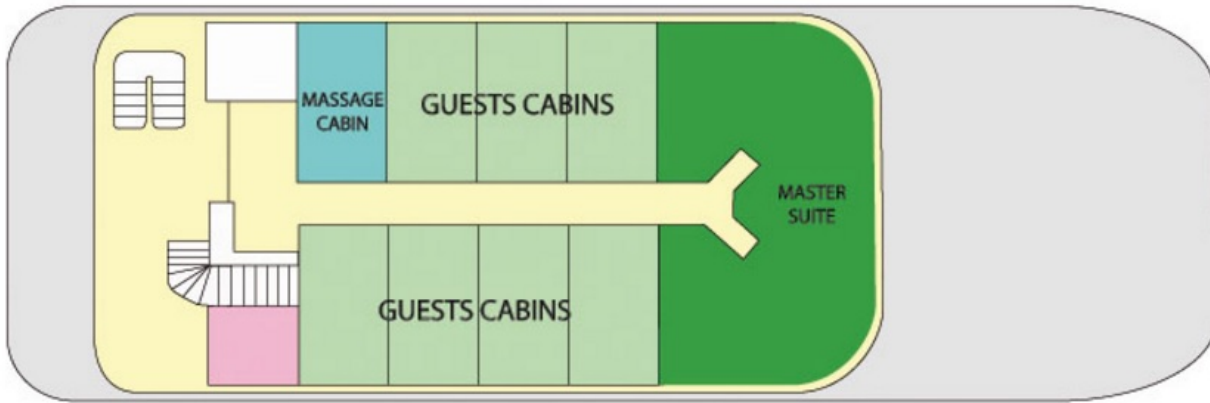 MASSAGE
CABIN
GUESTS CABINS
MASTER
SUITE
GUESTS CABINS